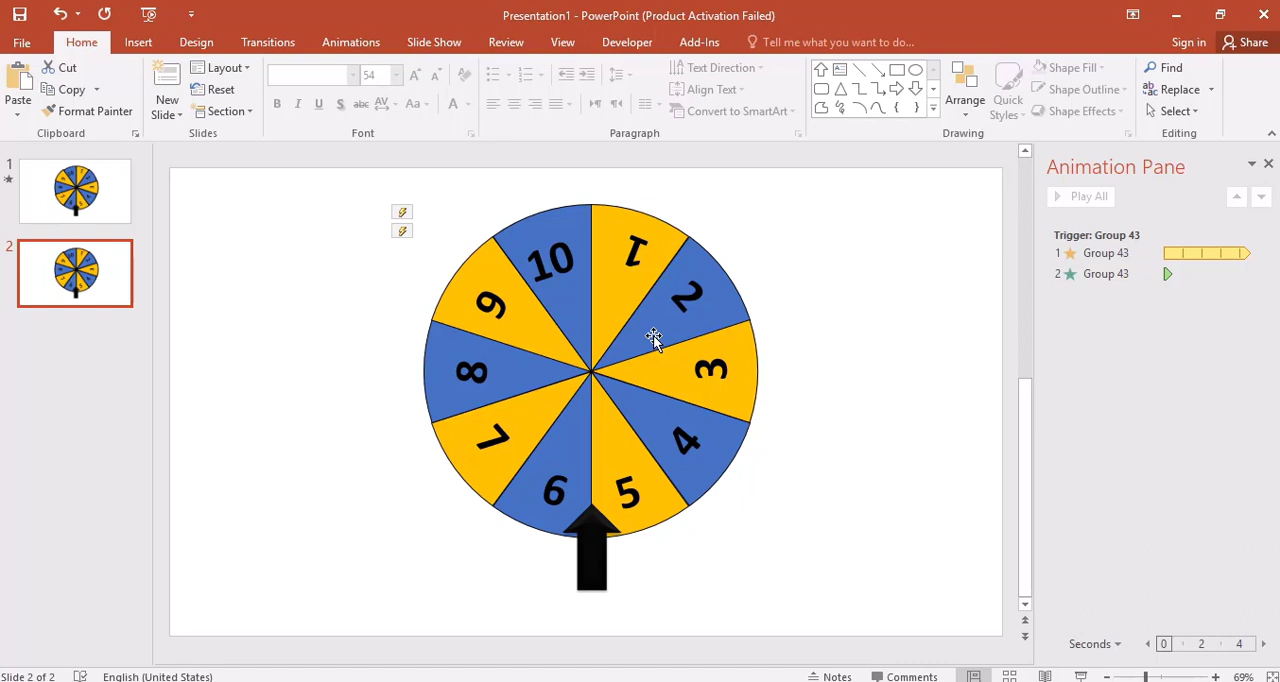 Presentation1 - PowerPoint (Product Activation Failed)
File Home Insert Design Transitions Animations Slide Show Review View Developer Add-Ins Tell me what you want to do... Sign in Share
Paste
Cut
Copy
Format Painter
Clipboard
New Slide
Layout
Reset
Section
Slides
54
B I U S abc AV Aa A
Font
Text Direction
Align Text
Convert to SmartArt
Paragraph
Arrange
Quick Styles
Shape Fill
Shape Outline
Shape Effects
Drawing
Find
Replace
Select
Editing
1
2
10
1
2
3
4
5
6
7
8
9
Animation Pane
Play All
Trigger: Group 43
1 Group 43
2 Group 43
Seconds 0 2 4
Slide 2 of 2 English (United States) Notes Comments 69%